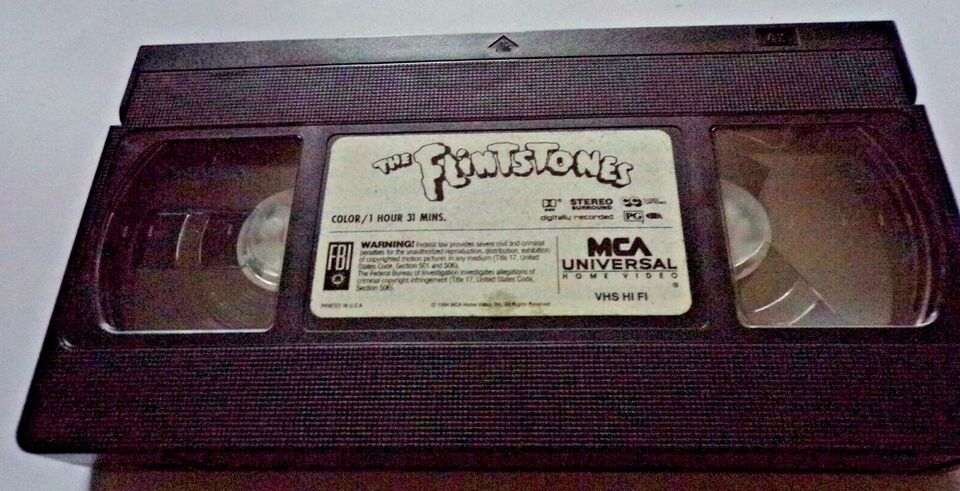 THE FLINTSTONES
COLOR/1 HOUR 31 MINS.
STEREO
SURROUND
digitally recorded
PG
FBI
WARNING! Federal law provides severe civil and criminal
penalties for the unauthorized reproduction, distribution, exhibition
of copyrighted motion pictures in any medium (Title 17, United
States Code, Section 501 and 506).
The Federal Bureau of Investigation investigates allegations of
criminal copyright infringement (Title 17, United States Code,
Section 506).
PRINTED IN U.S.A.
© 1994 MCA Home Video, Inc. All Rights Reserved.
MCA
UNIVERSAL
HOME VIDEO
®
VHS HI FI